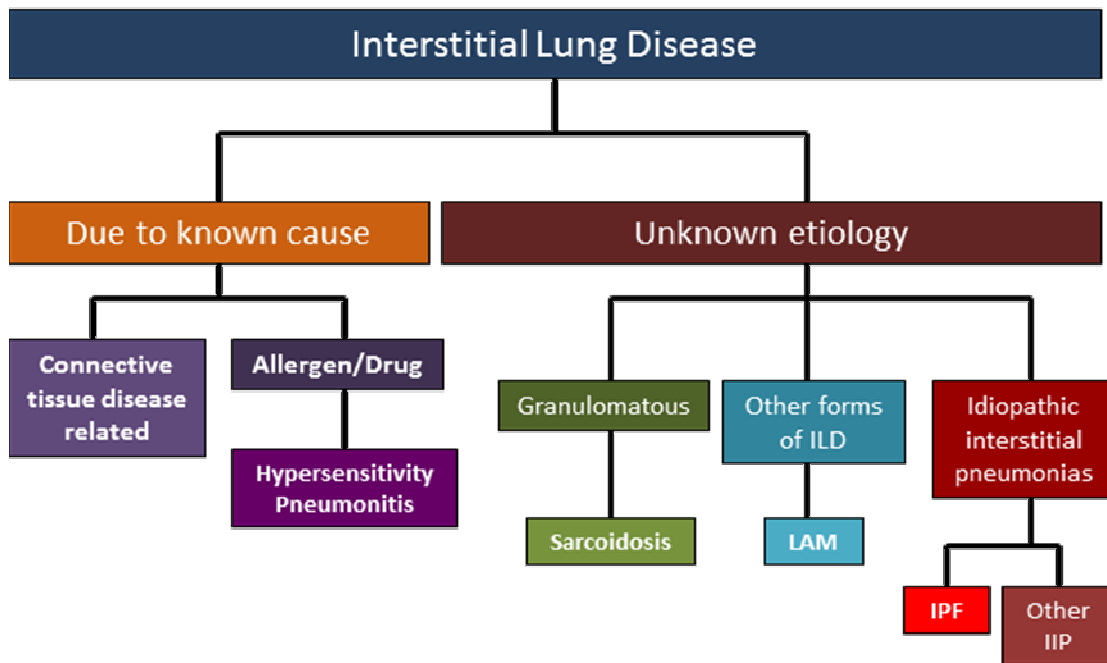 Interstitial Lung Disease
Due to known cause
Unknown etiology
Connective
tissue disease
related
Allergen/Drug
Hypersensitivity
Pneumonitis
Granulomatous
Sarcoidosis
Other forms
of ILD
LAM
Idiopathic
interstitial
pneumonias
IPF
Other
IIP